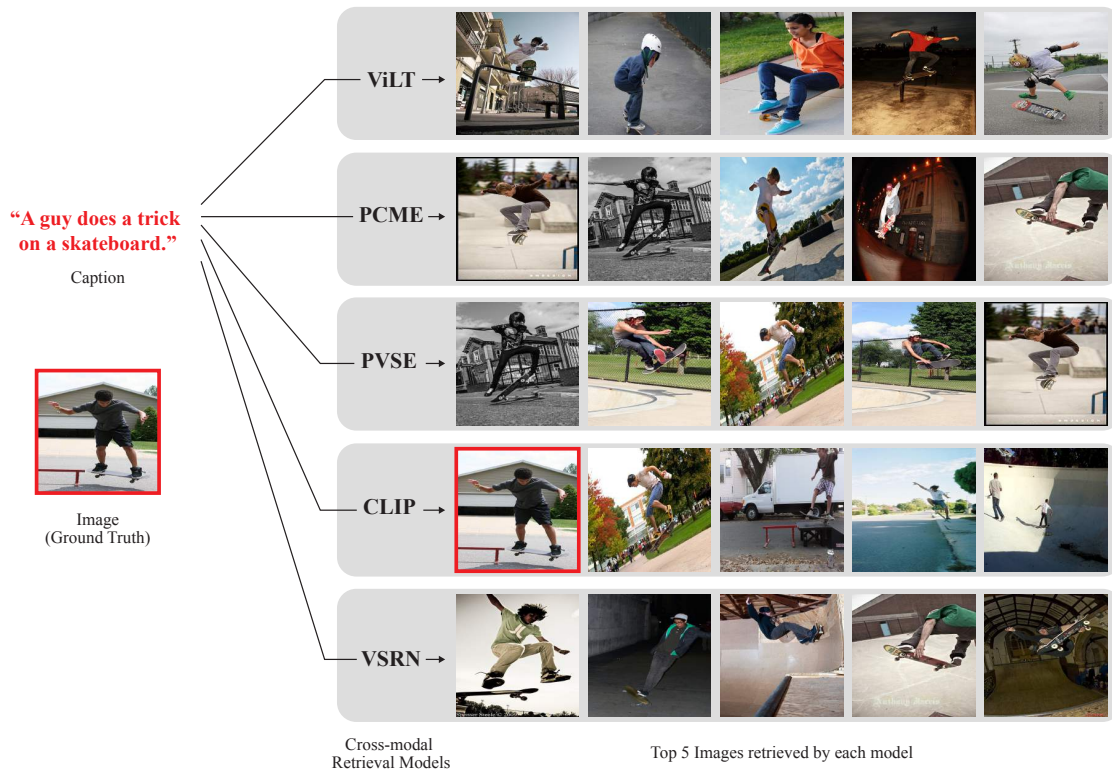 “A guy does a trick
on a skateboard.”
Caption
Image
(Ground Truth)
ViLT
PCME
PVSE
CLIP
VSRN
Cross-modal
Retrieval Models
Top 5 Images retrieved by each model